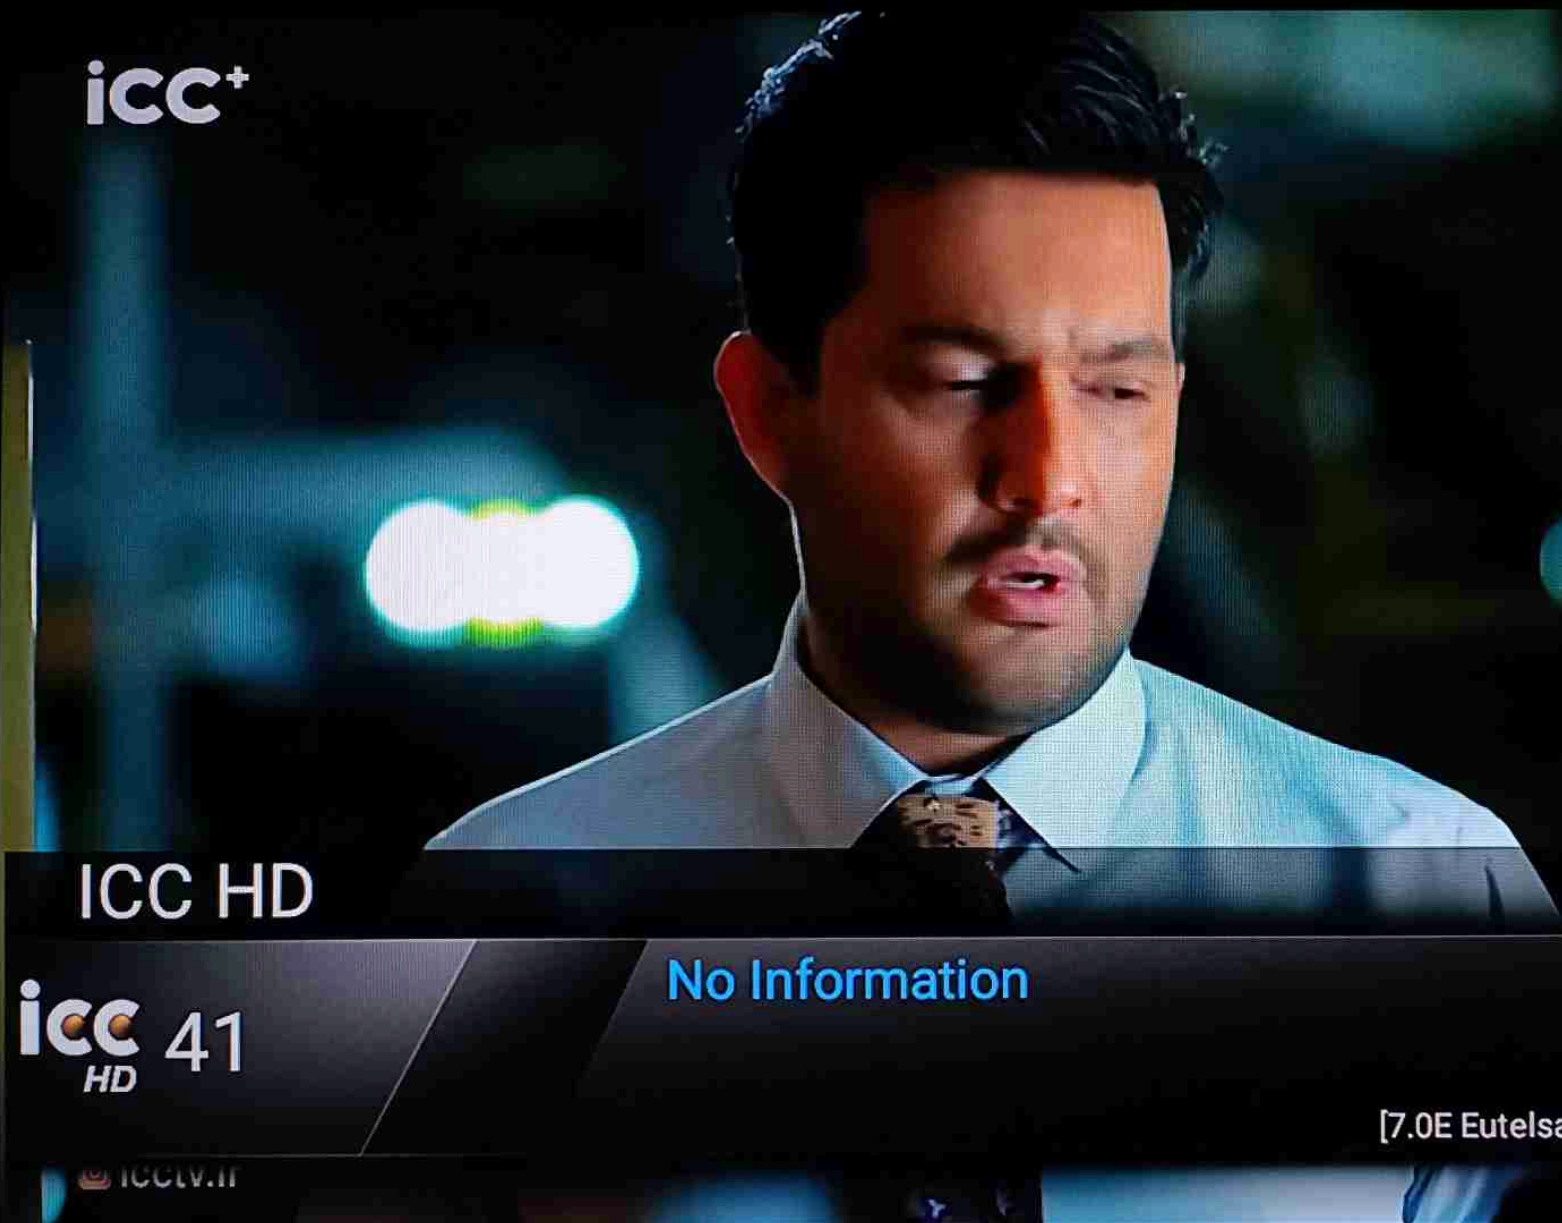 icc+
ICC HD
icc
HD
41
No Information
[7.0E Eutelsa
icctv.ir